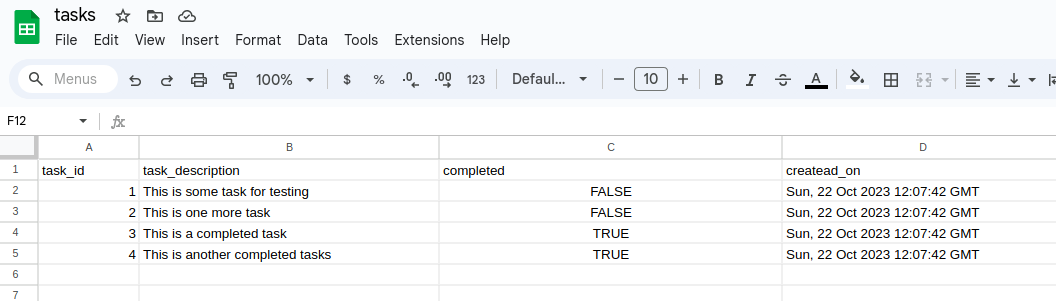 tasks
File Edit View Insert Format Data Tools Extensions Help
Menus 100% $ % .0 .00 123 Defaul... 10 B I S A
F12 fx
A B C D
1 task_id task_description completed createad_on
2 1 This is some task for testing FALSE Sun, 22 Oct 2023 12:07:42 GMT
3 2 This is one more task FALSE Sun, 22 Oct 2023 12:07:42 GMT
4 3 This is a completed task TRUE Sun, 22 Oct 2023 12:07:42 GMT
5 4 This is another completed tasks TRUE Sun, 22 Oct 2023 12:07:42 GMT
6
7